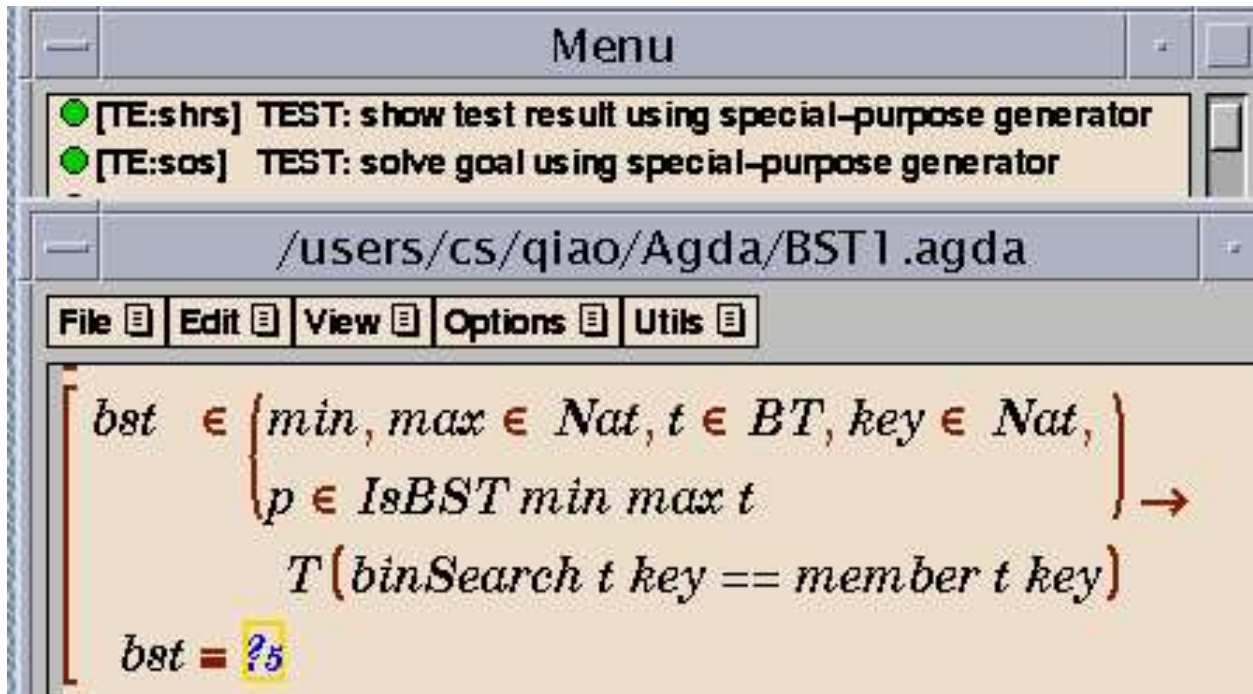 Menu
[TE:shrs] TEST: show test result using special-purpose generator
[TE:sos] TEST: solve goal using special-purpose generator
/users/cs/qiao/Agda/BST1.agda
File Edit View Options Utils
bst ∈ (min, max ∈ Nat, t ∈ BT, key ∈ Nat,
p ∈ IsBST min max t) →
T (binSearch t key == member t key)
bst = ?5